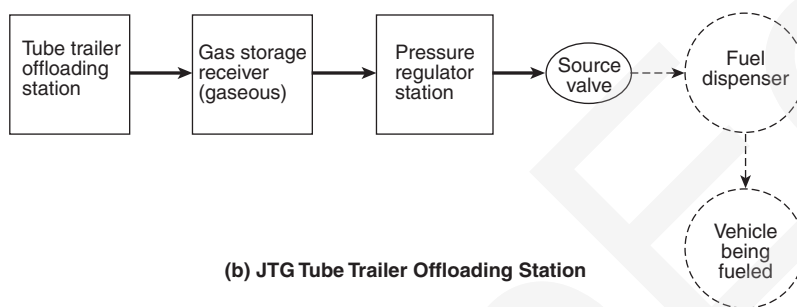 Tube trailer
offloading
station
Gas storage
receiver
(gaseous)
Pressure
regulator
station
Source
valve
Fuel
dispenser
Vehicle
being
fueled
(b) JTG Tube Trailer Offloading Station